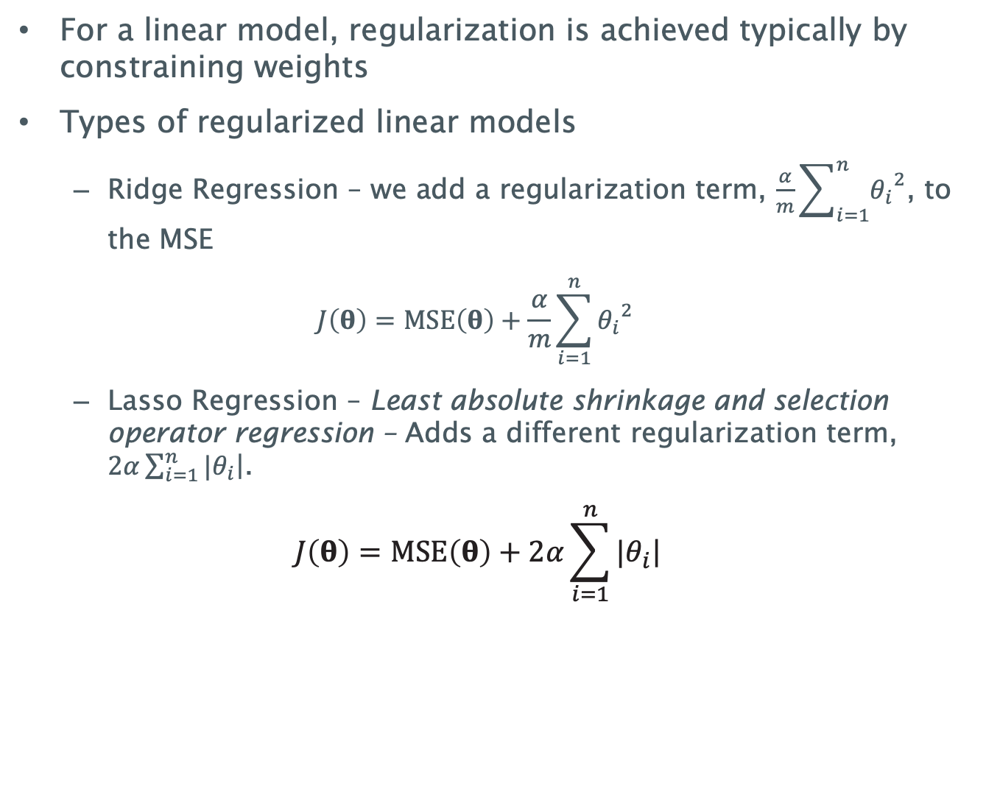 • For a linear model, regularization is achieved typically by
constraining weights
• Types of regularized linear models
– Ridge Regression – we add a regularization term, $\frac{\alpha}{m}\sum_{i=1}^{n} \theta_i^2$, to
the MSE
$J(\boldsymbol{\theta}) = \text{MSE}(\boldsymbol{\theta}) + \frac{\alpha}{m}\sum_{i=1}^{n} \theta_i^2$
– Lasso Regression – Least absolute shrinkage and selection
operator regression – Adds a different regularization term,
$2\alpha \sum_{i=1}^{n} |\theta_i|$.
$J(\boldsymbol{\theta}) = \text{MSE}(\boldsymbol{\theta}) + 2\alpha \sum_{i=1}^{n} |\theta_i|$